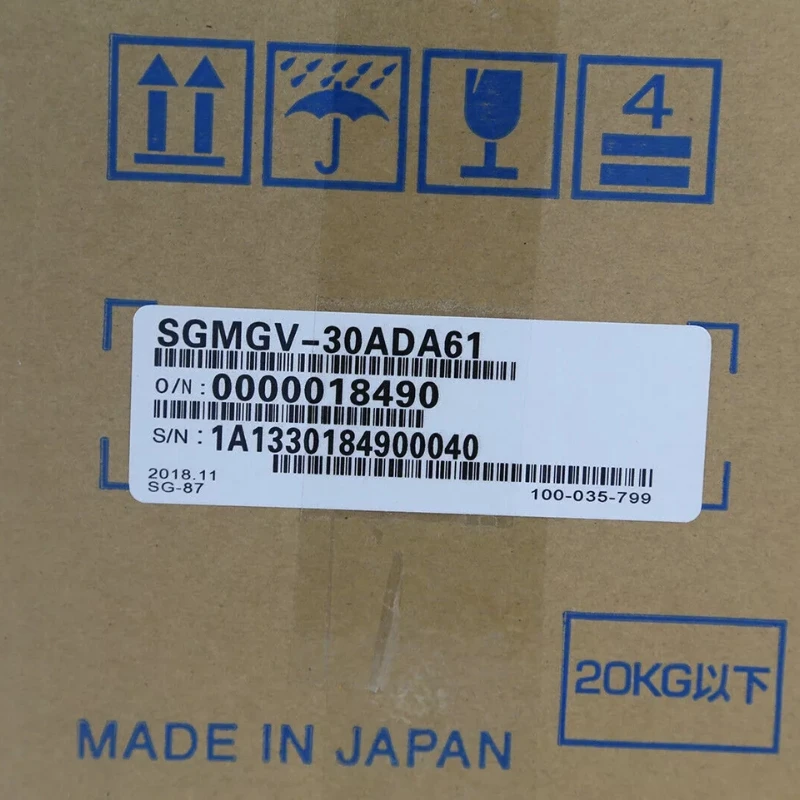 4
SGMGV-30ADA61
O/N : 0000018490
S/N : 1A1330184900040
2018.11
SG-87
100-035-799
20KG以下
MADE IN JAPAN